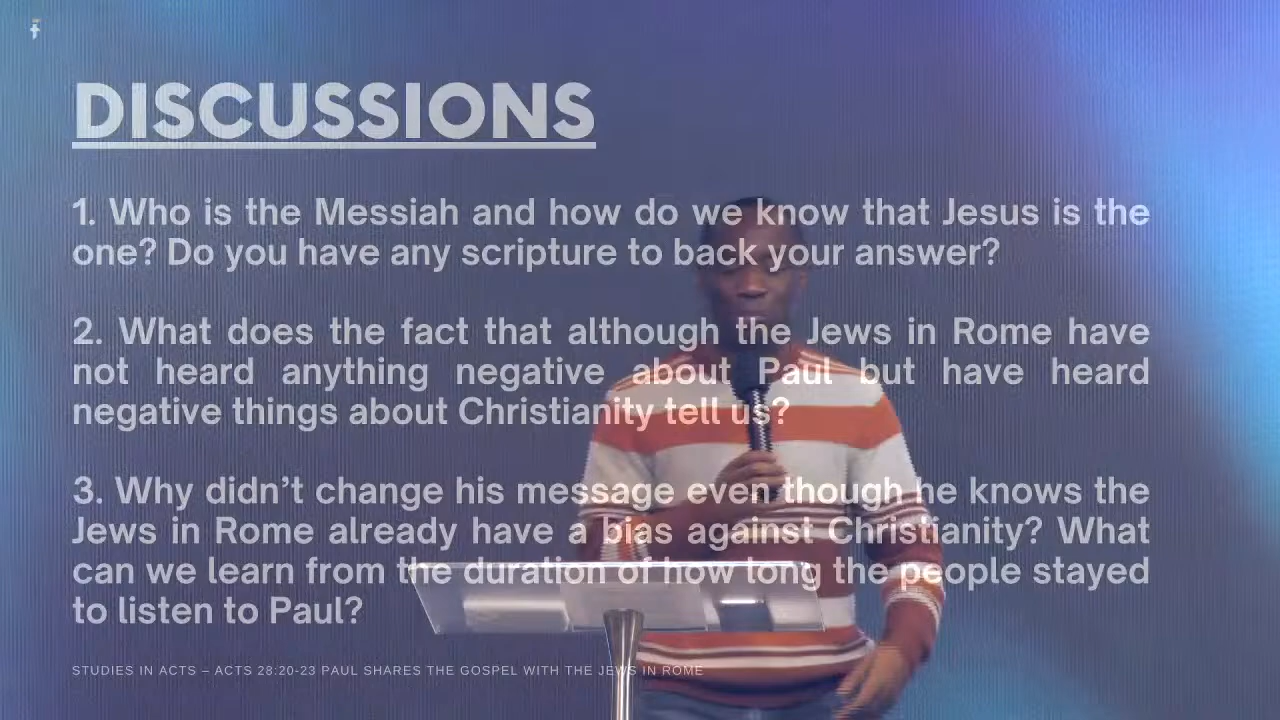 DISCUSSIONS
1. Who is the Messiah and how do we know that Jesus is the
one? Do you have any scripture to back your answer?
2. What does the fact that although the Jews in Rome have
not heard anything negative about Paul but have heard
negative things about Christianity tell us?
3. Why didn’t change his message even though he knows the
Jews in Rome already have a bias against Christianity? What
can we learn from the duration of how long the people stayed
to listen to Paul?
STUDIES IN ACTS – ACTS 28:20-23 PAUL SHARES THE GOSPEL WITH THE JEWS IN ROME